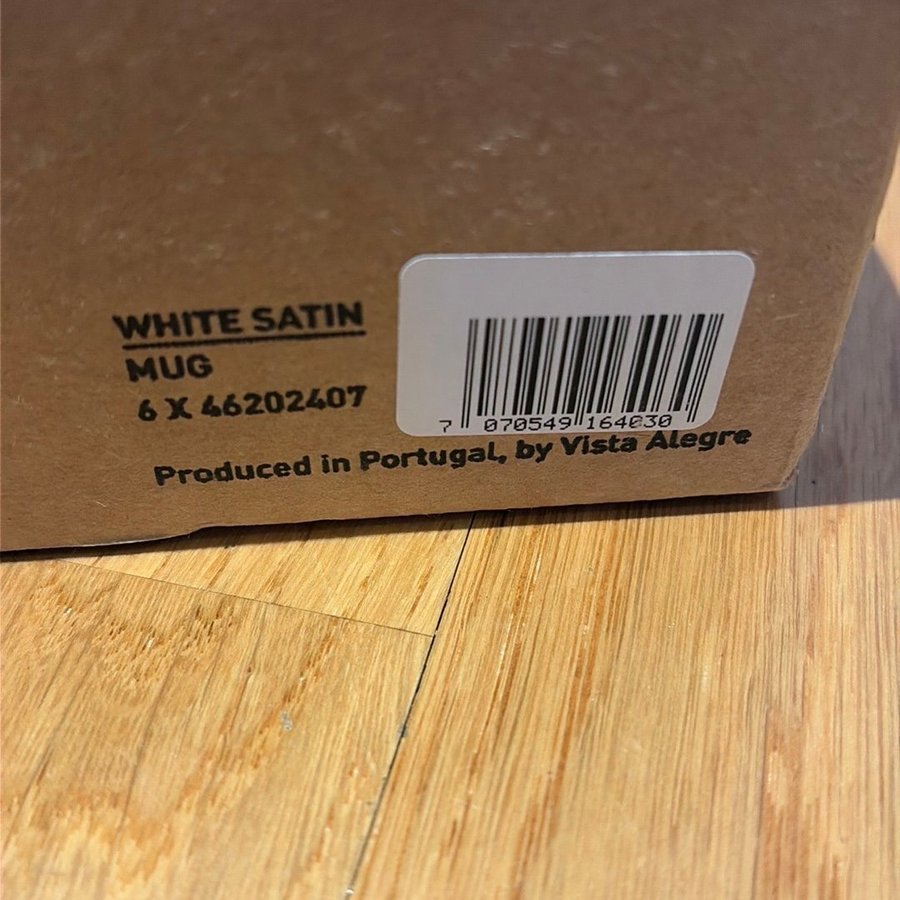 WHITE SATIN
MUG
6 X 46202407
7 070549 164030
Produced in Portugal, by Vista Alegre